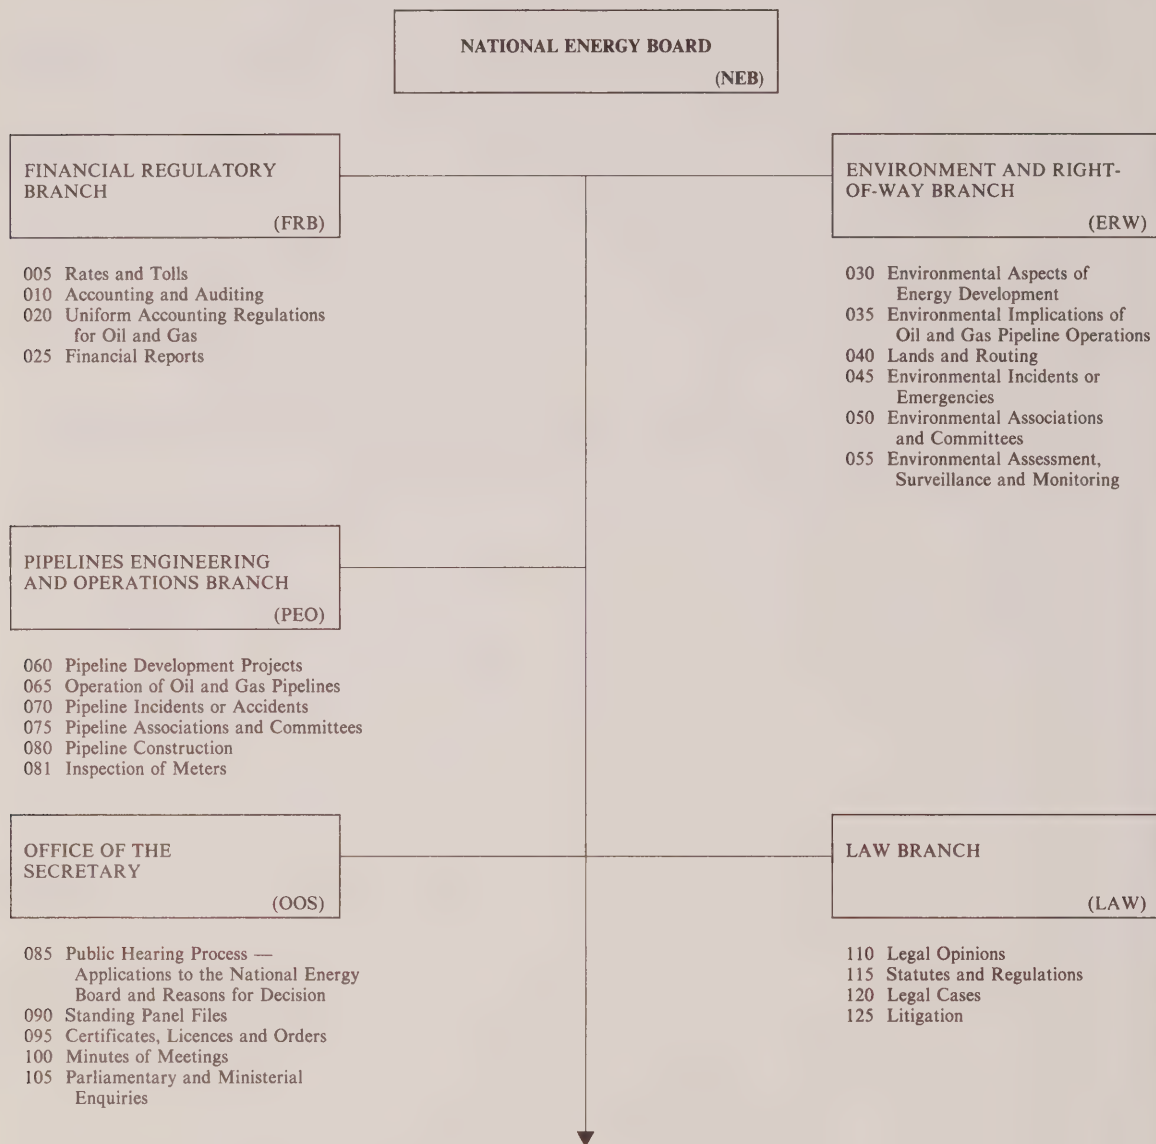 NATIONAL ENERGY BOARD
(NEB)
FINANCIAL REGULATORY
BRANCH
(FRB)
005 Rates and Tolls
010 Accounting and Auditing
020 Uniform Accounting Regulations
for Oil and Gas
025 Financial Reports
ENVIRONMENT AND RIGHT-
OF-WAY BRANCH
(ERW)
030 Environmental Aspects of
Energy Development
035 Environmental Implications of
Oil and Gas Pipeline Operations
040 Lands and Routing
045 Environmental Incidents or
Emergencies
050 Environmental Associations
and Committees
055 Environmental Assessment,
Surveillance and Monitoring
PIPELINES ENGINEERING
AND OPERATIONS BRANCH
(PEO)
060 Pipeline Development Projects
065 Operation of Oil and Gas Pipelines
070 Pipeline Incidents or Accidents
075 Pipeline Associations and Committees
080 Pipeline Construction
081 Inspection of Meters
OFFICE OF THE
SECRETARY
(OOS)
085 Public Hearing Process —
Applications to the National Energy
Board and Reasons for Decision
090 Standing Panel Files
095 Certificates, Licences and Orders
100 Minutes of Meetings
105 Parliamentary and Ministerial
Enquiries
LAW BRANCH
(LAW)
110 Legal Opinions
115 Statutes and Regulations
120 Legal Cases
125 Litigation